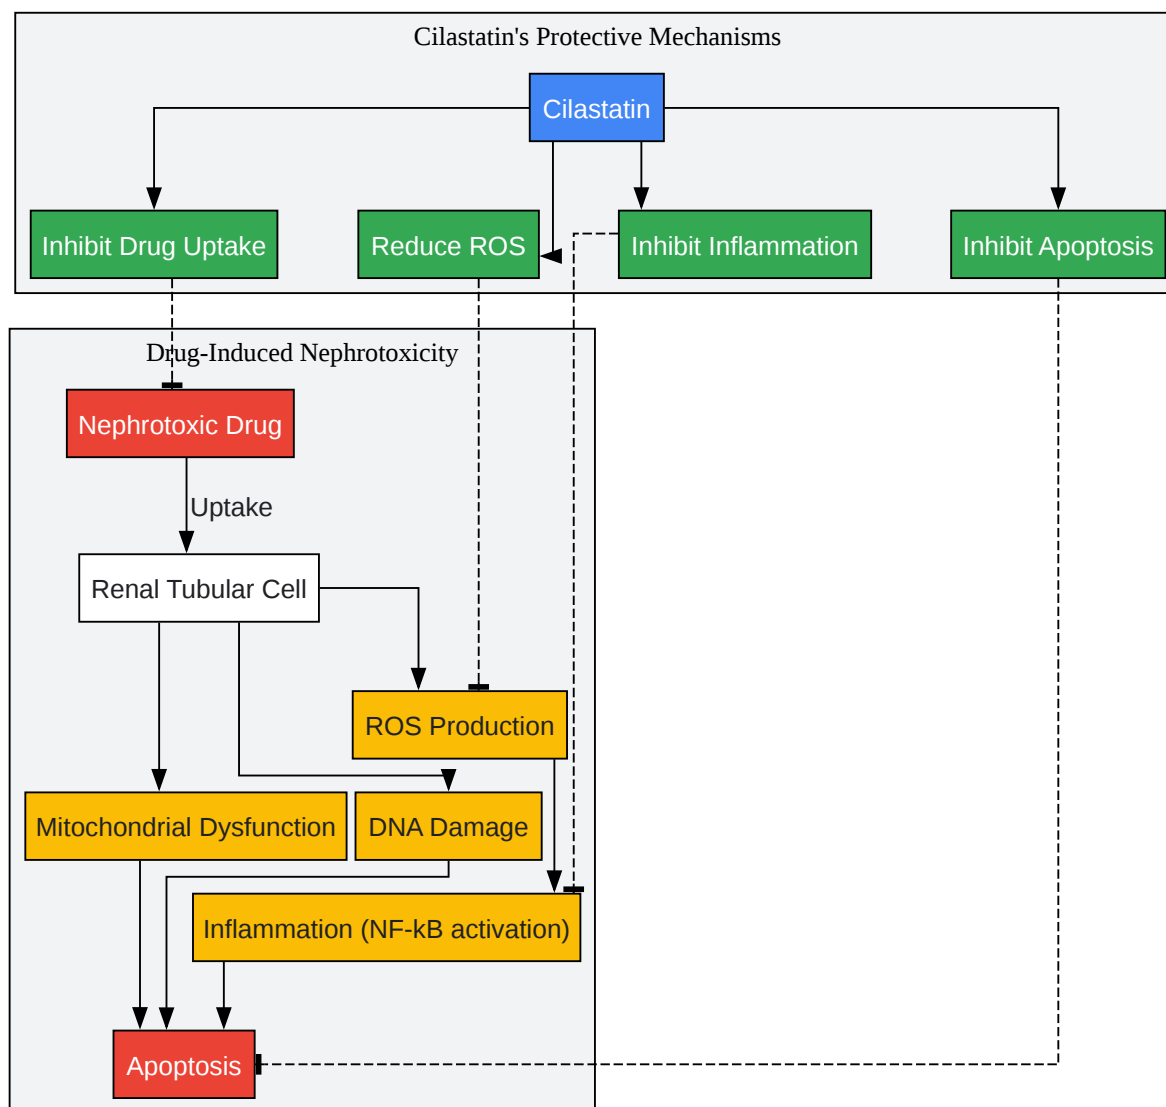 Cilastatin's Protective Mechanisms
Cilastatin
Inhibit Drug Uptake
Reduce ROS
Inhibit Inflammation
Inhibit Apoptosis
Drug-Induced Nephrotoxicity
Nephrotoxic Drug
Uptake
Renal Tubular Cell
ROS Production
Mitochondrial Dysfunction
DNA Damage
Inflammation (NF-kB activation)
Apoptosis